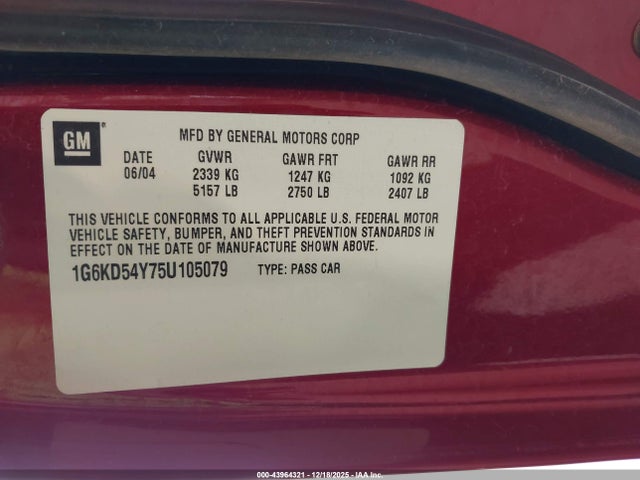 GM
MFD BY GENERAL MOTORS CORP
DATE GVWR GAWR FRT GAWR RR
06/04 2339 KG 1247 KG 1092 KG
5157 LB 2750 LB 2407 LB
THIS VEHICLE CONFORMS TO ALL APPLICABLE U.S. FEDERAL MOTOR
VEHICLE SAFETY, BUMPER, AND THEFT PREVENTION STANDARDS IN
EFFECT ON THE DATE OF MANUFACTURE SHOWN ABOVE.
1G6KD54Y75U105079 TYPE: PASS CAR
000-43964321 - 12/18/2025 - IAA Inc.